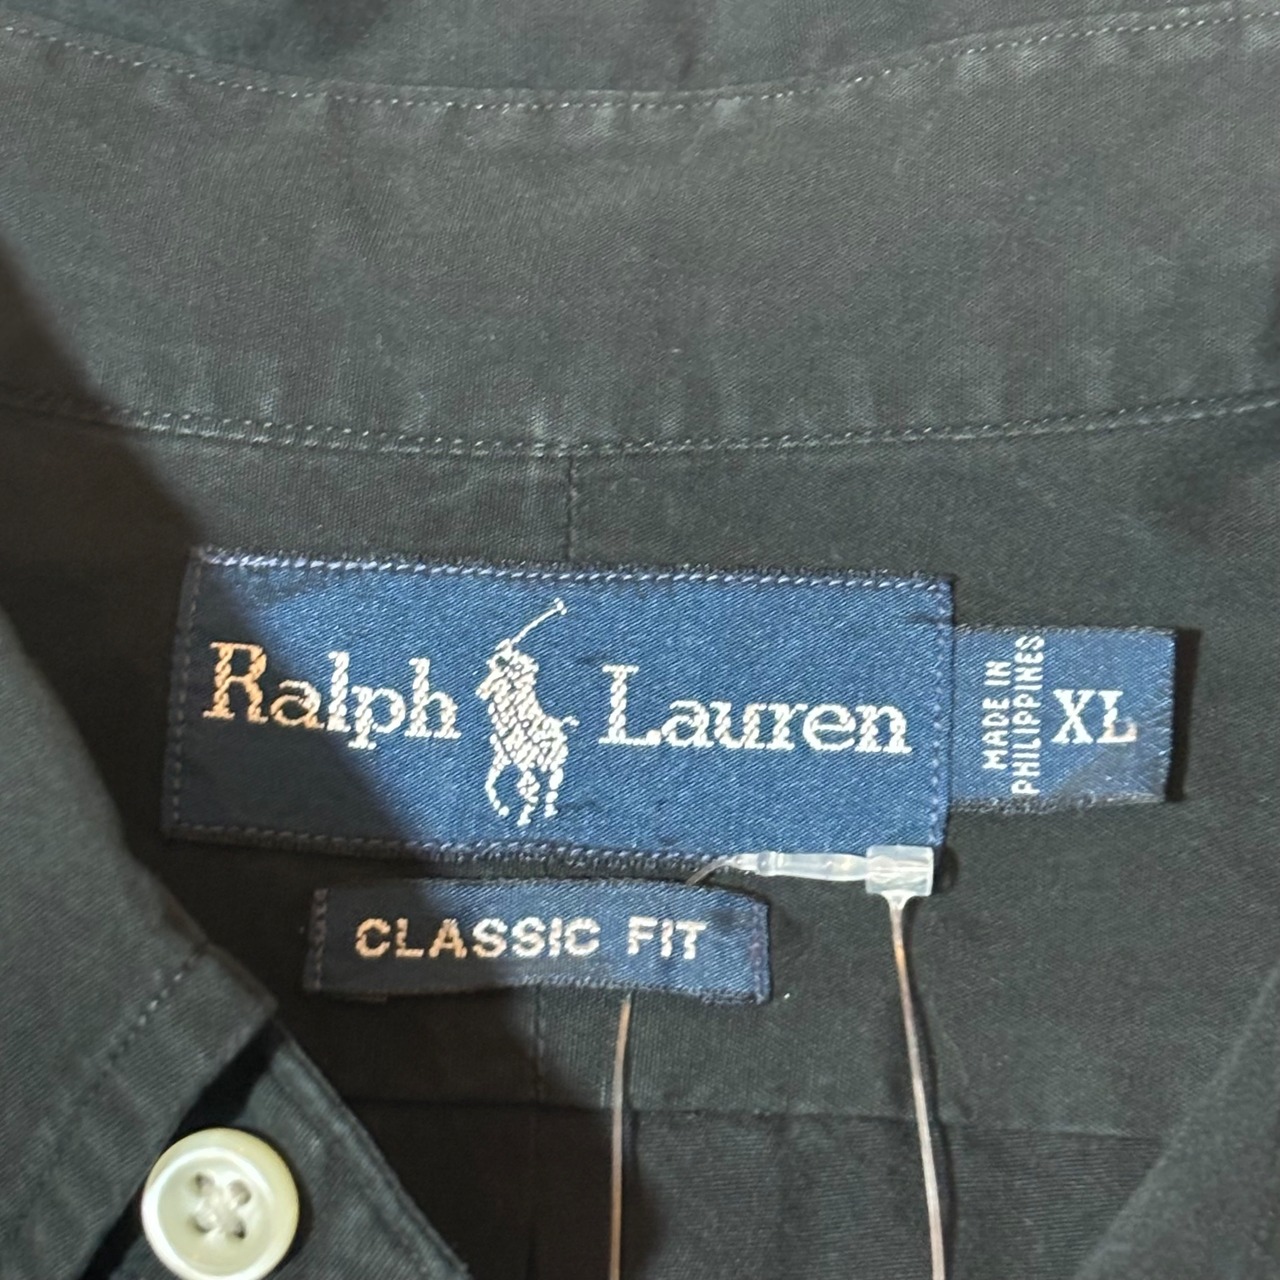 Ralph Lauren
MADE IN
PHILIPPINES
XL
CLASSIC FIT